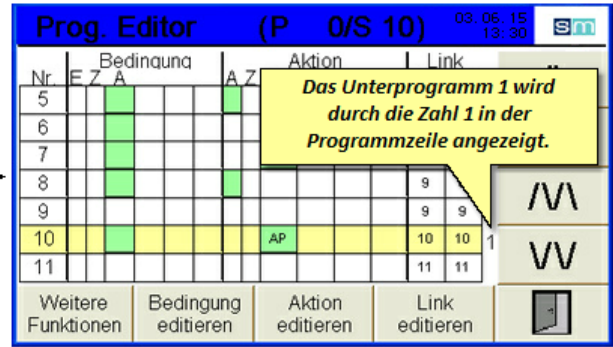 Prog. Editor (P 0/S 10) 03. 06. 15 13: 30 sm
Bedingung Aktion Link
Nr. E Z A A Z
5
6
7
8 9
9 9 9
10 AP 10 10 1
11 11 11
Das Unterprogramm 1 wird
durch die Zahl 1 in der
Programmzeile angezeigt.
/\/\ 
\/\/
Weitere Funktionen
Bedingung editieren
Aktion editieren
Link editieren